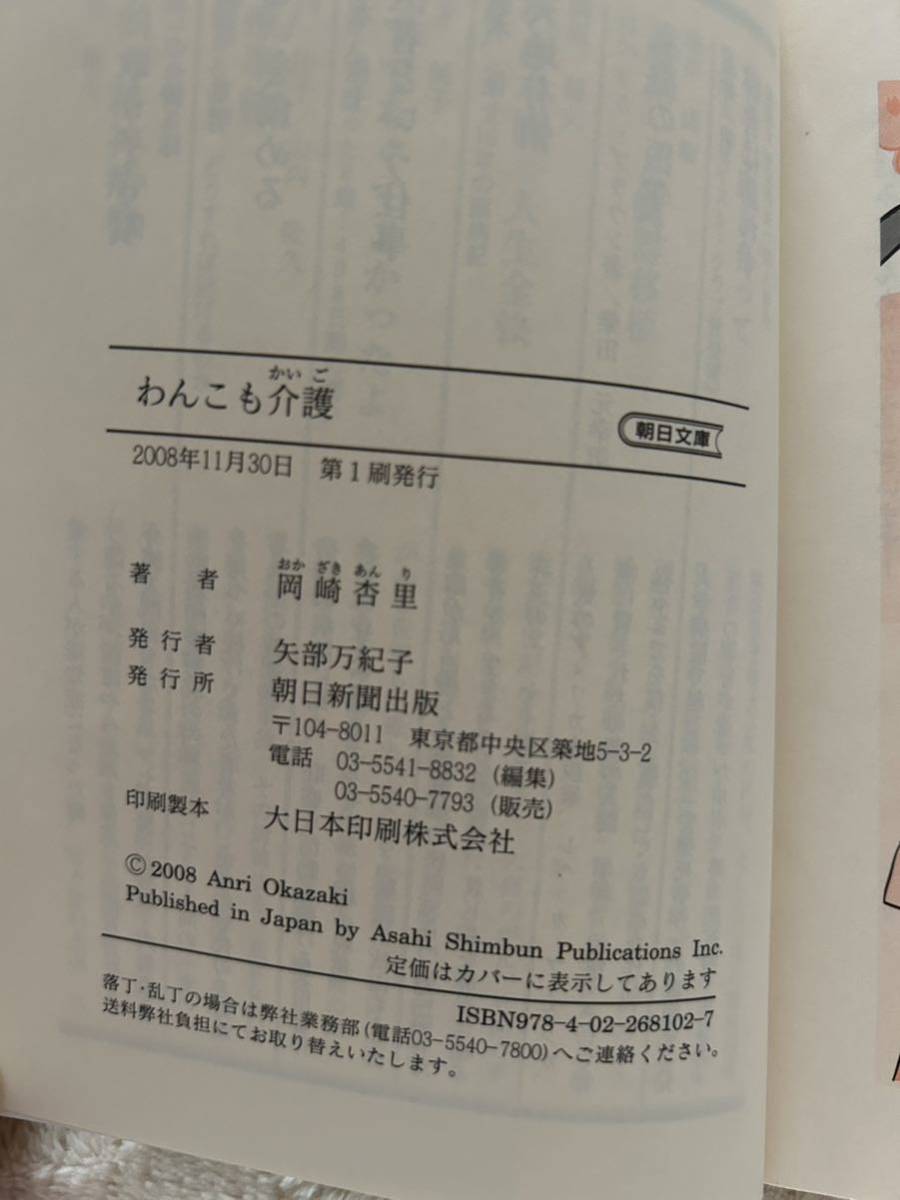 わんこも介護
かいご
朝日文庫
2008年11月30日　第1刷発行
著　者　岡崎杏里
おかざきあんり
発行者　矢部万紀子
発行所　朝日新聞出版
〒104-8011　東京都中央区築地5-3-2
電話　03-5541-8832（編集）
03-5540-7793（販売）
印刷製本　大日本印刷株式会社
©2008 Anri Okazaki
Published in Japan by Asahi Shimbun Publications Inc.
定価はカバーに表示してあります
ISBN978-4-02-268102-7
落丁・乱丁の場合は弊社業務部（電話03-5540-7800）へご連絡ください。
送料弊社負担にてお取り替えいたします。